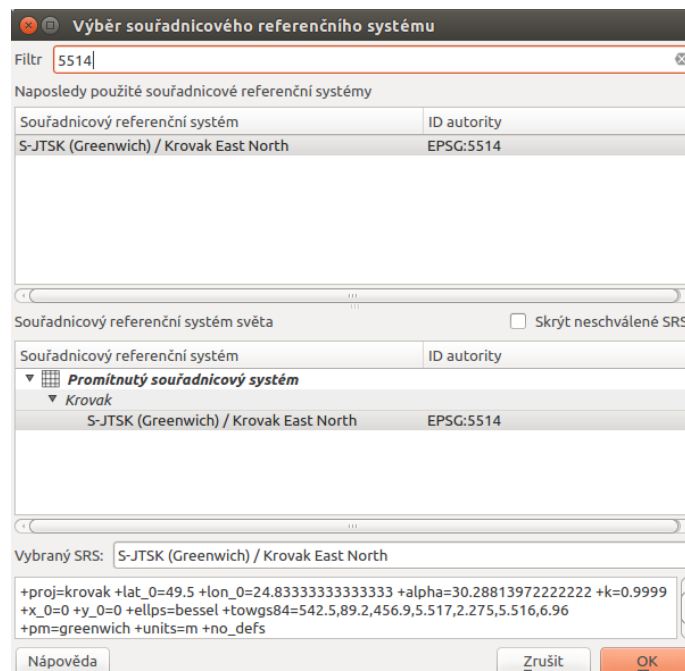 Výběr souřadnicového referenčního systému
Filtr 5514
Naposledy použité souřadnicové referenční systémy
Souřadnicový referenční systém ID autority
S-JTSK (Greenwich) / Krovak East North EPSG:5514
Souřadnicový referenční systém světa Skrýt neschválené SRS
Souřadnicový referenční systém ID autority
Promítnutý souřadnicový systém
Krovak
S-JTSK (Greenwich) / Krovak East North EPSG:5514
Vybraný SRS: S-JTSK (Greenwich) / Krovak East North
+proj=krovak +lat_0=49.5 +lon_0=24.83333333333333 +alpha=30.28813972222222 +k=0.9999
+x_0=0 +y_0=0 +ellps=bessel +towgs84=542.5,89.2,456.9,5.517,2.275,5.516,6.96
+pm=greenwich +units=m +no_defs
Nápověda Zrušit OK